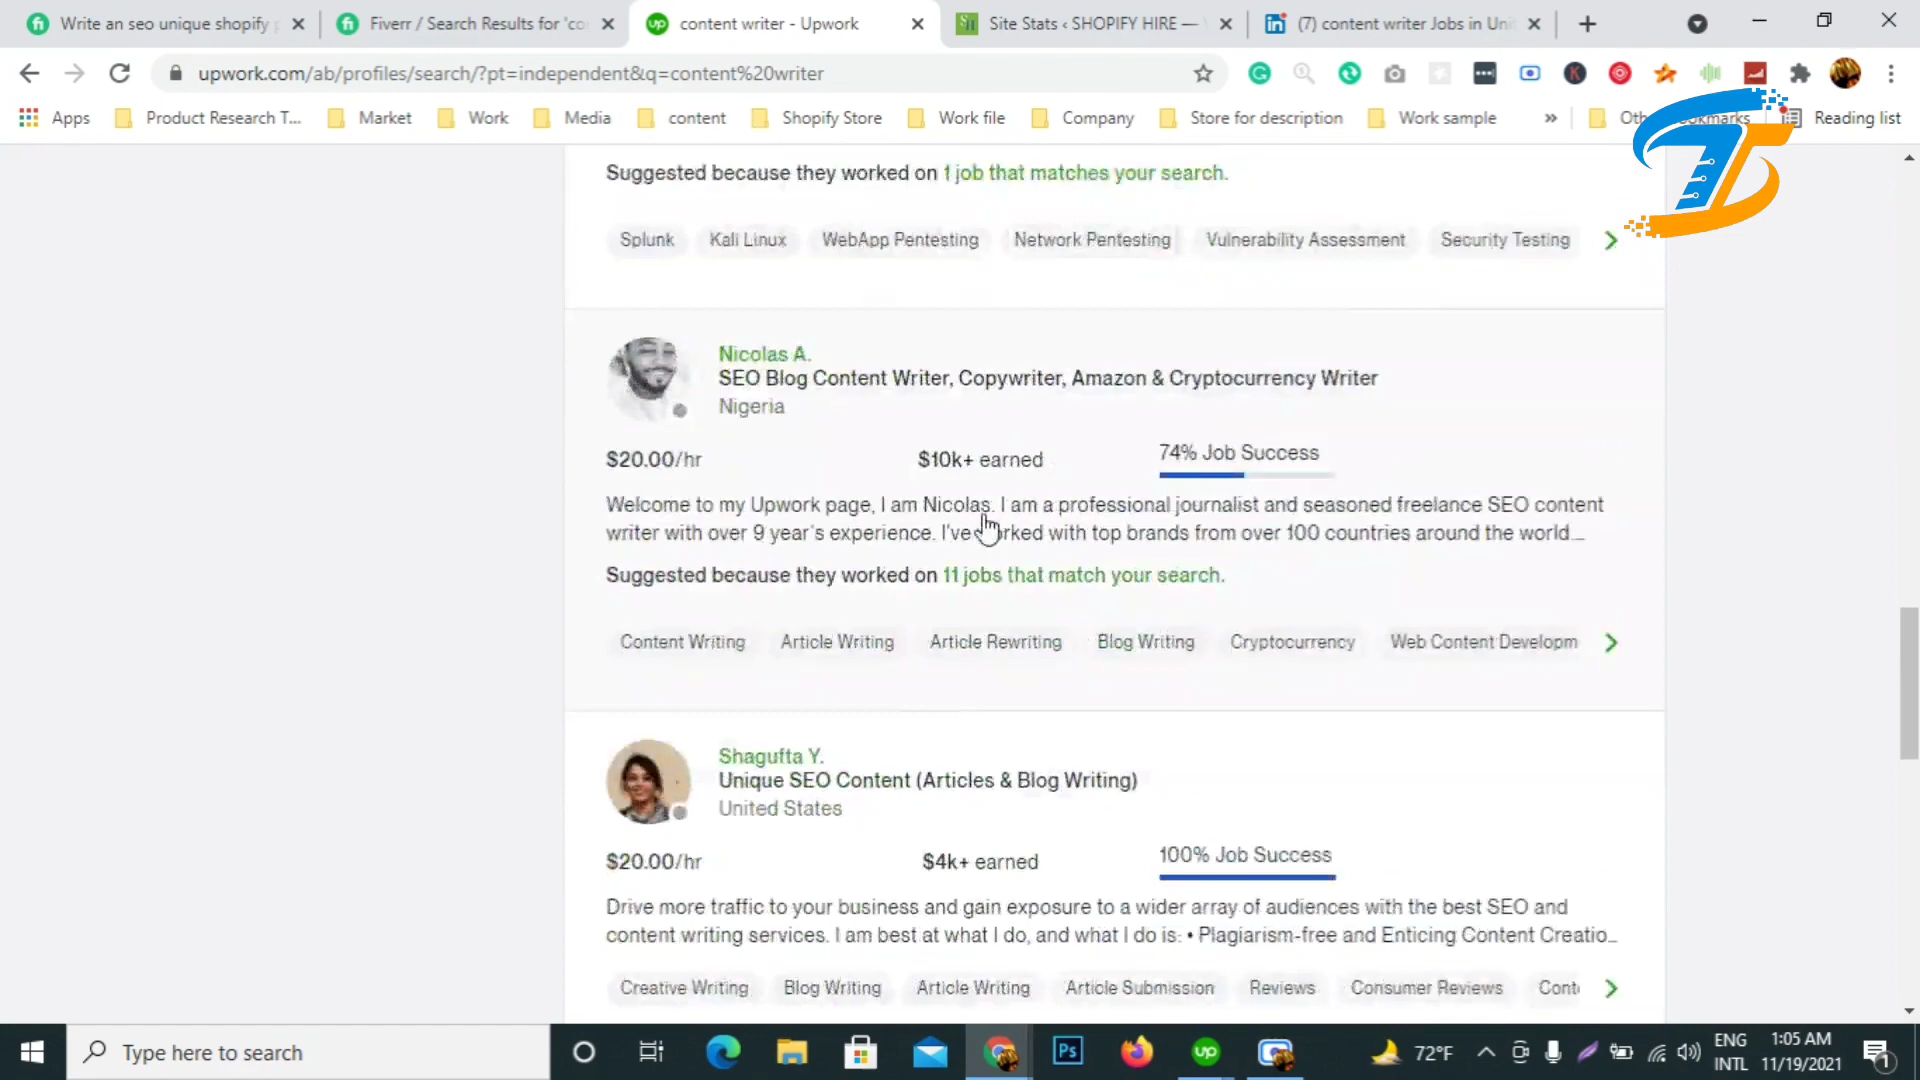 Write an seo unique shopify
Fiverr / Search Results for 'co
content writer - Upwork
Site Stats ‹ SHOPIFY HIRE —
(7) content writer Jobs in Uni
upwork.com/ab/profiles/search/?pt=independent&q=content%20writer
Apps
Product Research T...
Market
Work
Media
content
Shopify Store
Work file
Company
Store for description
Work sample
»
Reading list
Suggested because they worked on 1 job that matches your search.
Splunk
Kali Linux
WebApp Pentesting
Network Pentesting
Vulnerability Assessment
Security Testing
Nicolas A.
SEO Blog Content Writer, Copywriter, Amazon & Cryptocurrency Writer
Nigeria
$20.00/hr
$10k+ earned
74% Job Success
Welcome to my Upwork page, I am Nicolas. I am a professional journalist and seasoned freelance SEO content
writer with over 9 year's experience. I've worked with top brands from over 100 countries around the world...
Suggested because they worked on 11 jobs that match your search.
Content Writing
Article Writing
Article Rewriting
Blog Writing
Cryptocurrency
Web Content Developm
Shagufta Y.
Unique SEO Content (Articles & Blog Writing)
United States
$20.00/hr
$4k+ earned
100% Job Success
Drive more traffic to your business and gain exposure to a wider array of audiences with the best SEO and
content writing services. I am best at what I do, and what I do is: • Plagiarism-free and Enticing Content Creatio...
Creative Writing
Blog Writing
Article Writing
Article Submission
Reviews
Consumer Reviews
Cont
Type here to search
Ps
up
72°F
ENG
INTL
1:05 AM
11/19/2021
1